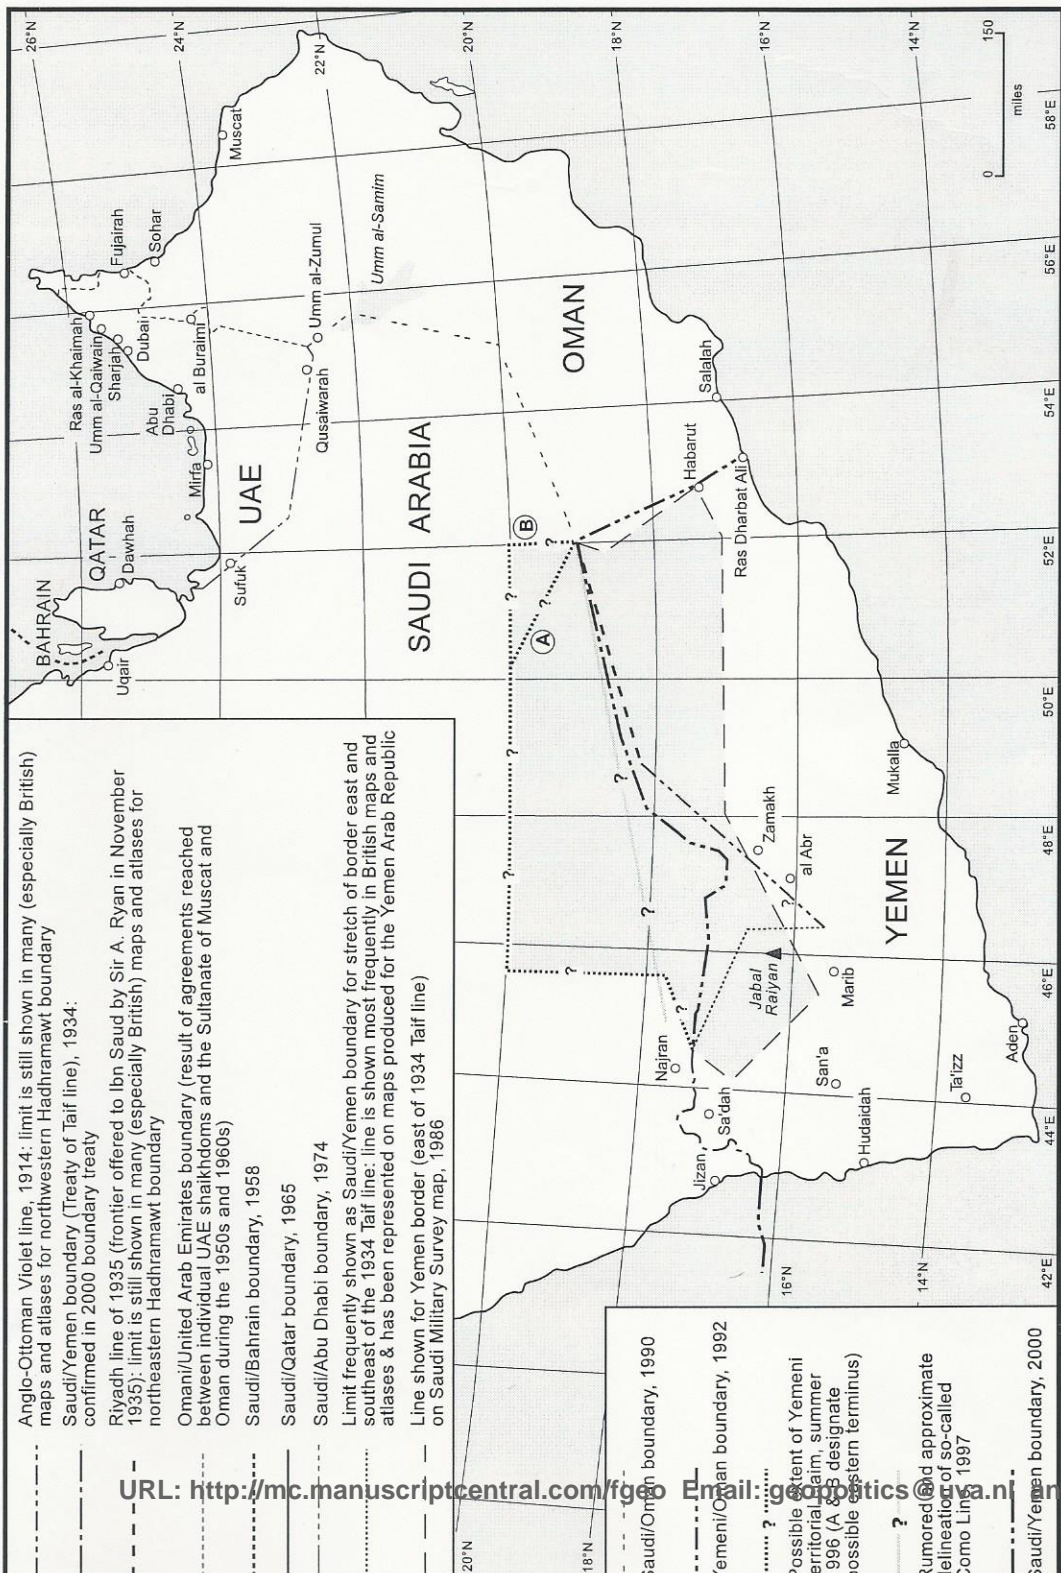 Anglo-Ottoman Violet line, 1914: limit is still shown in many (especially British)
maps and atlases for northwestern Hadhramawt boundary
Saudi/Yemen boundary (Treaty of Taif line), 1934:
confirmed in 2000 boundary treaty
Riyadh line of 1935 (frontier offered to Ibn Saud by Sir A. Ryan in November
1935): limit is still shown in many (especially British) maps and atlases for
northeastern Hadhramawt boundary
Omani/United Arab Emirates boundary (result of agreements reached
between individual UAE shaikhdoms and the Sultanate of Muscat and
Oman during the 1950s and 1960s)
Saudi/Bahrain boundary, 1958
Saudi/Qatar boundary, 1965
Saudi/Abu Dhabi boundary, 1974
Limit frequently shown as Saudi/Yemen boundary for stretch of border east and
southeast of the 1934 Taif line: line is shown most frequently in British maps and
atlases & has been represented on maps produced for the Yemen Arab Republic
Line shown for Yemen border (east of 1934 Taif line)
on Saudi Military Survey map, 1986
Saudi/Oman boundary, 1990
Yemeni/Oman boundary, 1992
Possible extent of Yemeni
territorial claim, summer
1996 (A & B designate
possible eastern terminus)
Rumored and approximate
delineation of so-called
Como Line, 1997
Saudi/Yemen boundary, 2000
?
?
BAHRAIN
QATAR
UAE
SAUDI ARABIA
OMAN
YEMEN
Uqair
Dawhah
Sufuk
Mirfa
Abu
Dhabi
Ras al-Khaimah
Umm al-Qaiwain
Sharjah
Dubai
Fujairah
Sohar
al Buraimi
Muscat
Umm al-Zumul
Qusaiwarah
Umm al-Samim
Salalah
Habarut
Ras Dharbat Ali
Mukalla
Zamakh
al Abr
Jabal
Raiyan
Marib
Najran
Sa'dah
San'a
Jizan
Hudaidah
Ta'izz
Aden
A
B
?
?
?
?
?
?
?
?
?
?
?
26°N
24°N
22°N
20°N
18°N
16°N
14°N
20°N
18°N
16°N
14°N
42°E
44°E
46°E
48°E
50°E
52°E
54°E
56°E
58°E
0
150
miles
URL: http://mc.manuscriptcentral.com/fgeo Email: geopolitics@uva.nl